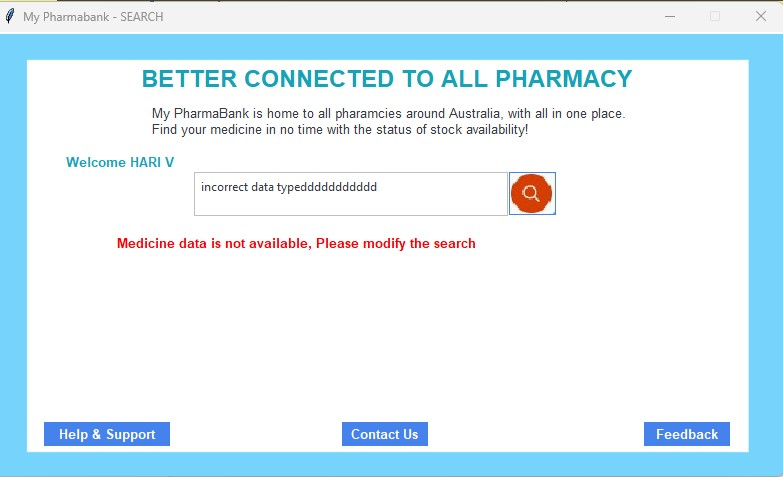 My Pharmabank - SEARCH
BETTER CONNECTED TO ALL PHARMACY
My PharmaBank is home to all pharamcies around Australia, with all in one place.
Find your medicine in no time with the status of stock availability!
Welcome HARI V
incorrect data typeddddddddddd
Medicine data is not available, Please modify the search
Help & Support
Contact Us
Feedback